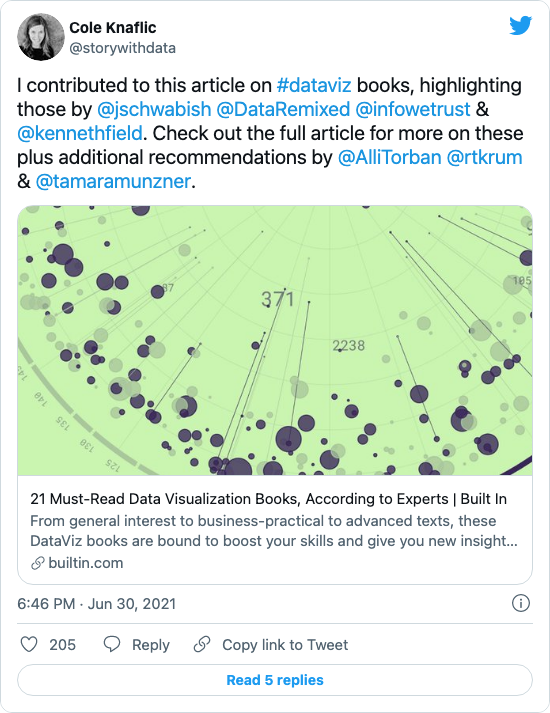 Cole Knaflic
@storywithdata
I contributed to this article on #dataviz books, highlighting
those by @jschwabish @DataRemixed @infowetrust &
@kennethfield. Check out the full article for more on these
plus additional recommendations by @AlliTorban @rtkrum
& @tamaramunzner.
87
371
185
2238
145
140
135
130
125
21 Must-Read Data Visualization Books, According to Experts | Built In
From general interest to business-practical to advanced texts, these
DataViz books are bound to boost your skills and give you new insight...
builtin.com
6:46 PM · Jun 30, 2021
205 Reply Copy link to Tweet
Read 5 replies